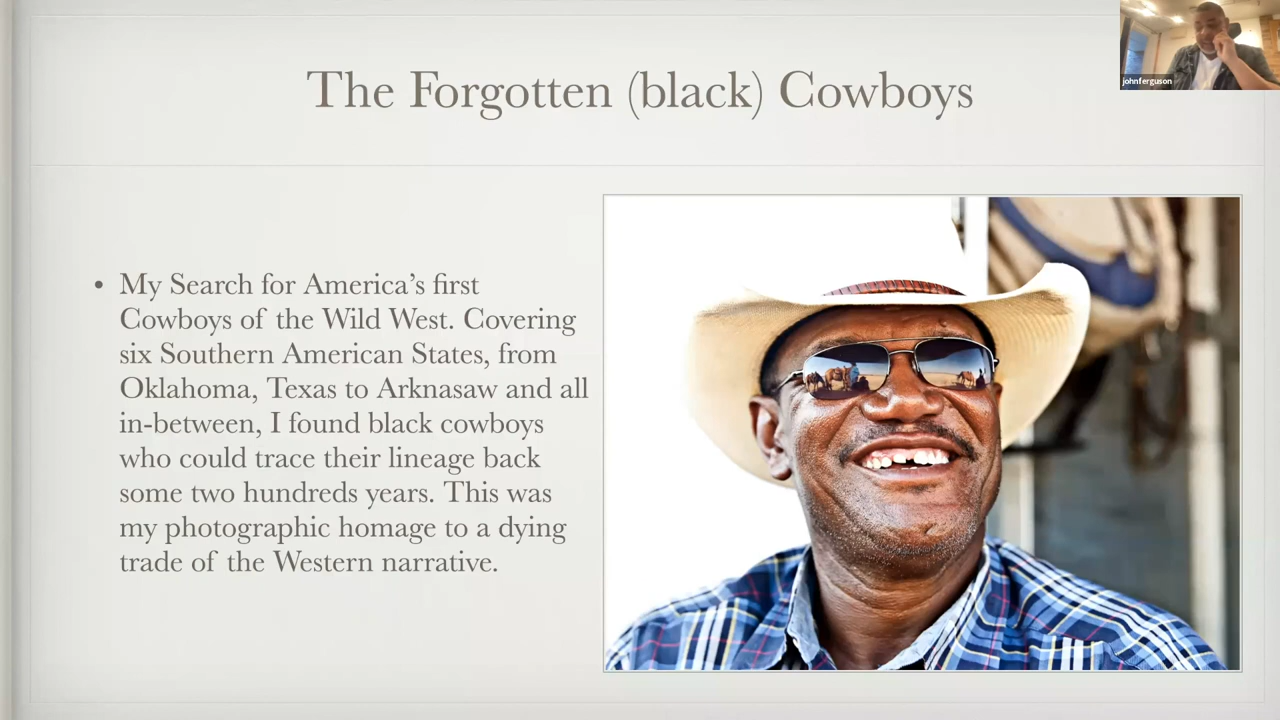 The Forgotten (black) Cowboys
johnferguson
• My Search for America’s first
Cowboys of the Wild West. Covering
six Southern American States, from
Oklahoma, Texas to Arknasaw and all
in-between, I found black cowboys
who could trace their lineage back
some two hundreds years. This was
my photographic homage to a dying
trade of the Western narrative.